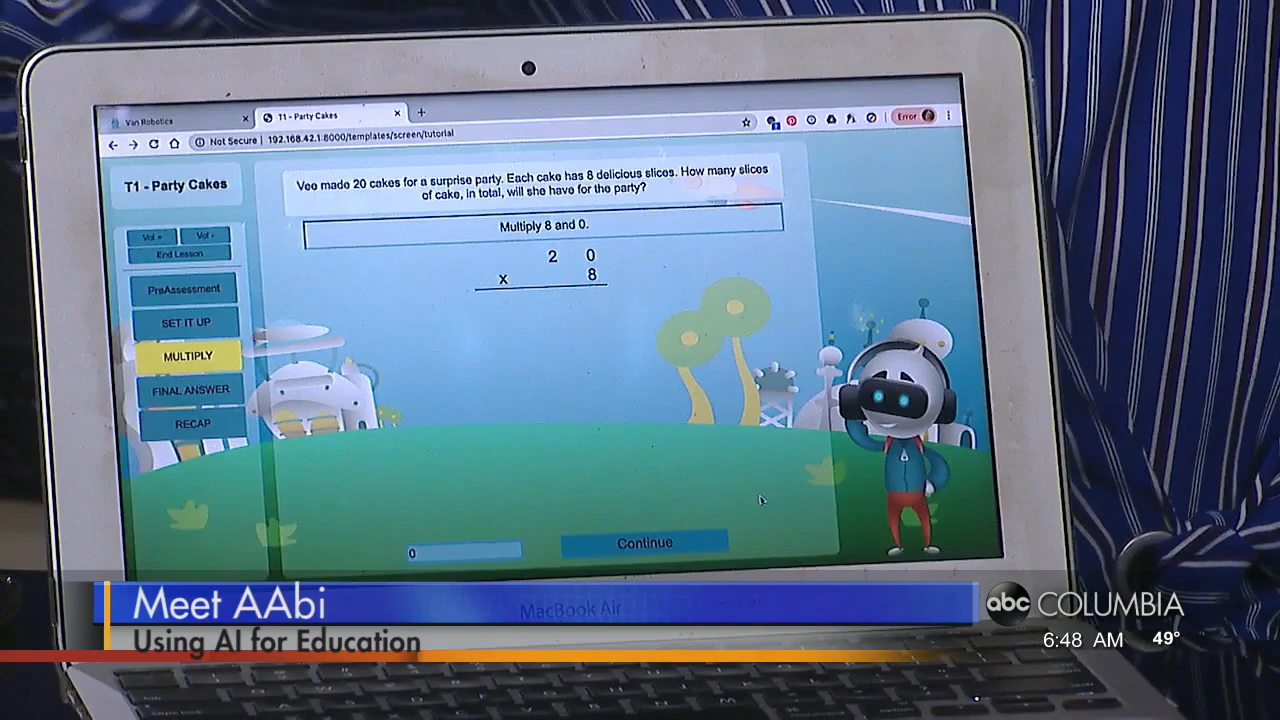 Van Robotics
T1 - Party Cakes
Error
Not Secure | 192.168.42.1:8000/templates/screen/tutorial
T1 - Party Cakes
Vol +
Vol -
End Lesson
PreAssessment
SET IT UP
MULTIPLY
FINAL ANSWER
RECAP
Vee made 20 cakes for a surprise party. Each cake has 8 delicious slices. How many slices
of cake, in total, will she have for the party?
Multiply 8 and 0.
2 0
x 8
0
Continue
MacBook Air
Meet AAbi
Using AI for Education
abc COLUMBIA
6:48 AM 49°